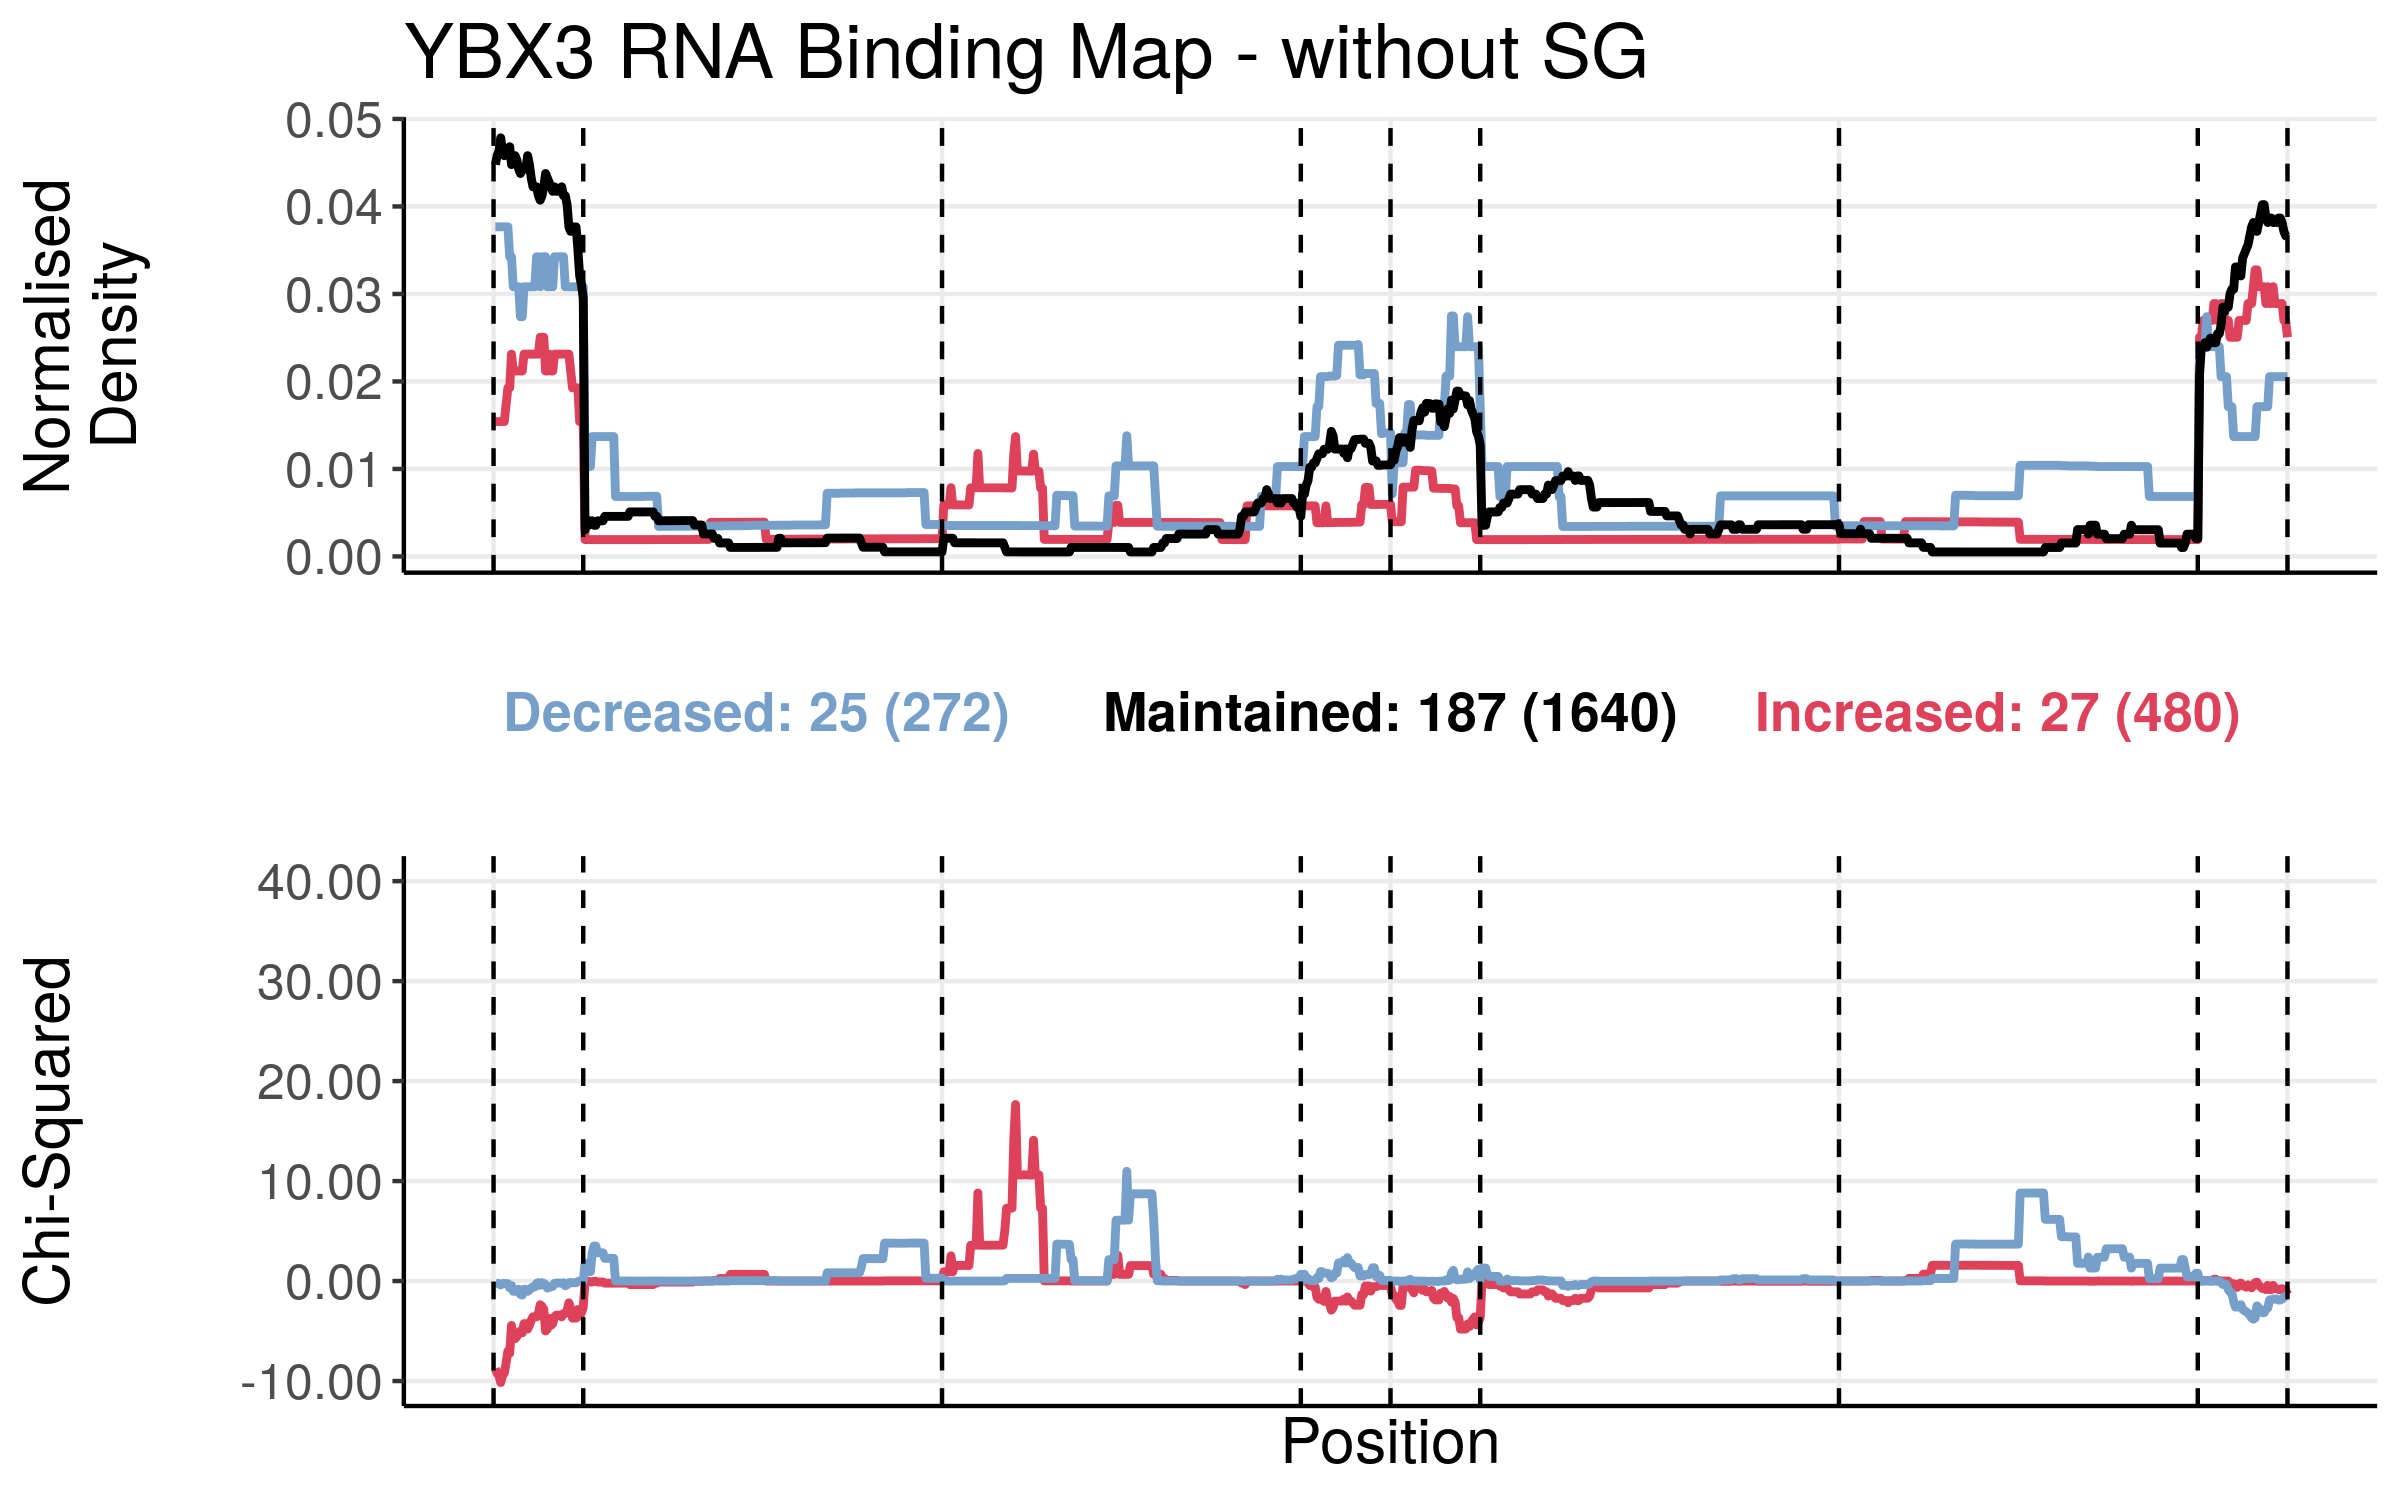 YBX3 RNA Binding Map - without SG
Normalised
Density
0.05
0.04
0.03
0.02
0.01
0.00
Decreased: 25 (272)
Maintained: 187 (1640)
Increased: 27 (480)
Chi-Squared
40.00
30.00
20.00
10.00
0.00
-10.00
Position